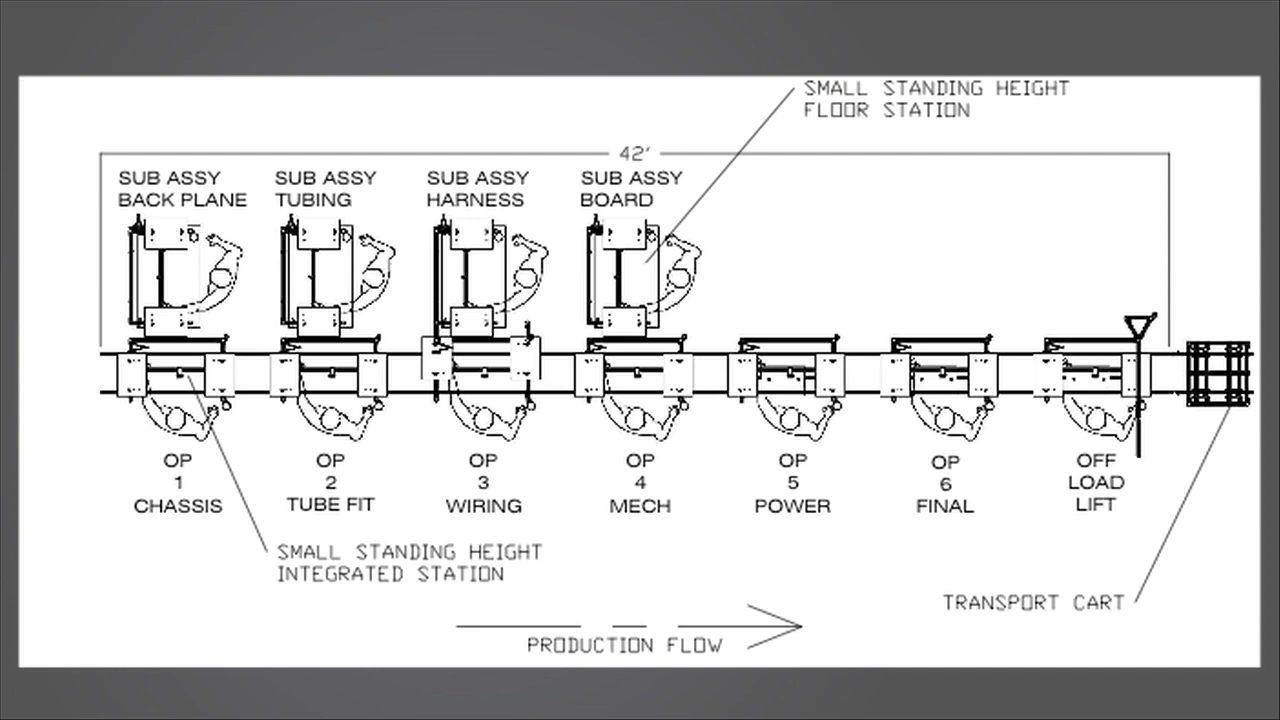 SMALL STANDING HEIGHT
FLOOR STATION
42'
SUB ASSY
BACK PLANE
SUB ASSY
TUBING
SUB ASSY
HARNESS
SUB ASSY
BOARD
OP
1
CHASSIS
OP
2
TUBE FIT
OP
3
WIRING
OP
4
MECH
OP
5
POWER
OP
6
FINAL
OFF
LOAD
LIFT
SMALL STANDING HEIGHT
INTEGRATED STATION
TRANSPORT CART
PRODUCTION FLOW